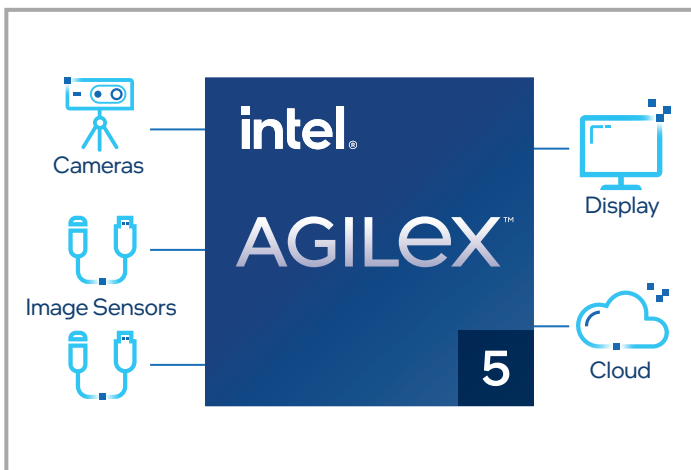 Cameras
Image Sensors
intel®
AGILEX™
5
Display
Cloud